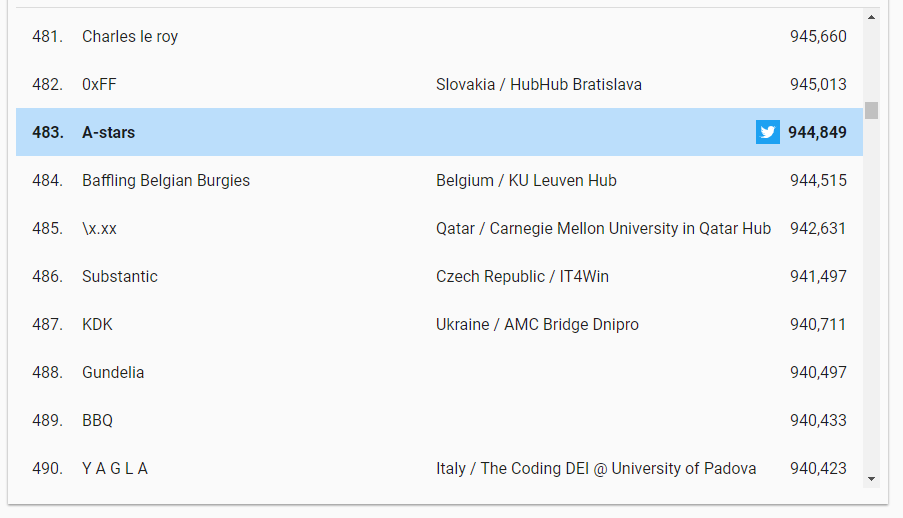 481. Charles le roy 945,660
482. 0xFF Slovakia / HubHub Bratislava 945,013
483. A-stars 944,849
484. Baffling Belgian Burgies Belgium / KU Leuven Hub 944,515
485. \x.xx Qatar / Carnegie Mellon University in Qatar Hub 942,631
486. Substantic Czech Republic / IT4Win 941,497
487. KDK Ukraine / AMC Bridge Dnipro 940,711
488. Gundelia 940,497
489. BBQ 940,433
490. Y A G L A Italy / The Coding DEI @ University of Padova 940,423